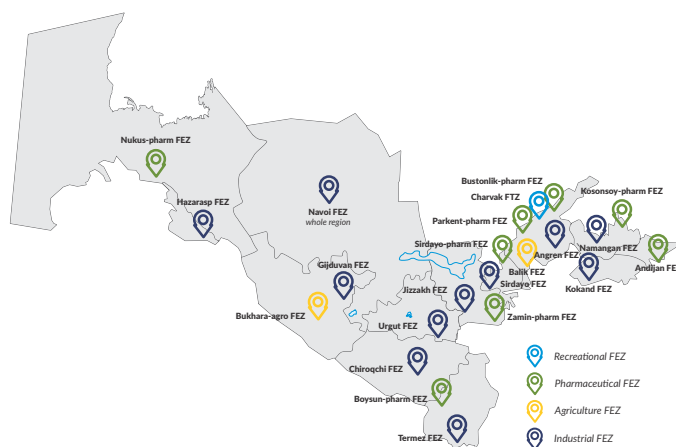 Nukus-pharm FEZ
Hazarasp FEZ
Navoi FEZ
whole region
Bustonlik-pharm FEZ
Charvak FTZ
Kosonsoy-pharm FEZ
Parkent-pharm FEZ
Sirdayo-pharm FEZ
Angren FEZ
Namangan FEZ
Andijan FEZ
Balik FEZ
Sirdayo FEZ
Kokand FEZ
Gijduvan FEZ
Jizzakh FEZ
Bukhara-agro FEZ
Urgut FEZ
Zamin-pharm FEZ
Chiroqchi FEZ
Boysun-pharm FEZ
Termez FEZ
Recreational FEZ
Pharmaceutical FEZ
Agriculture FEZ
Industrial FEZ